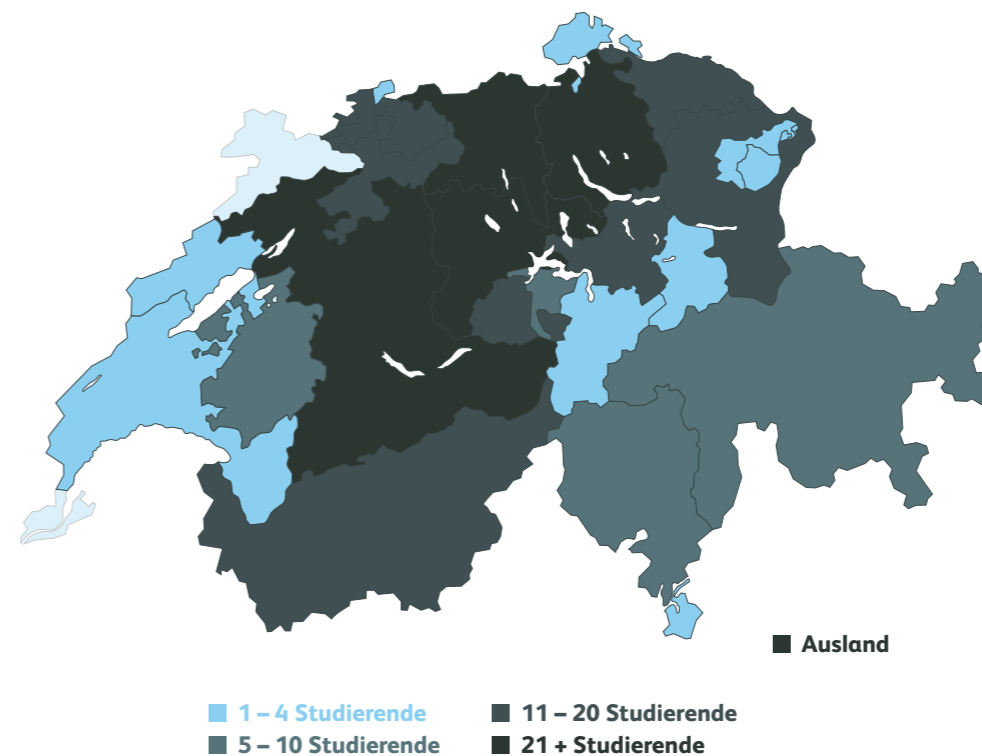 Ausland
1 – 4 Studierende
11 – 20 Studierende
5 – 10 Studierende
21 + Studierende